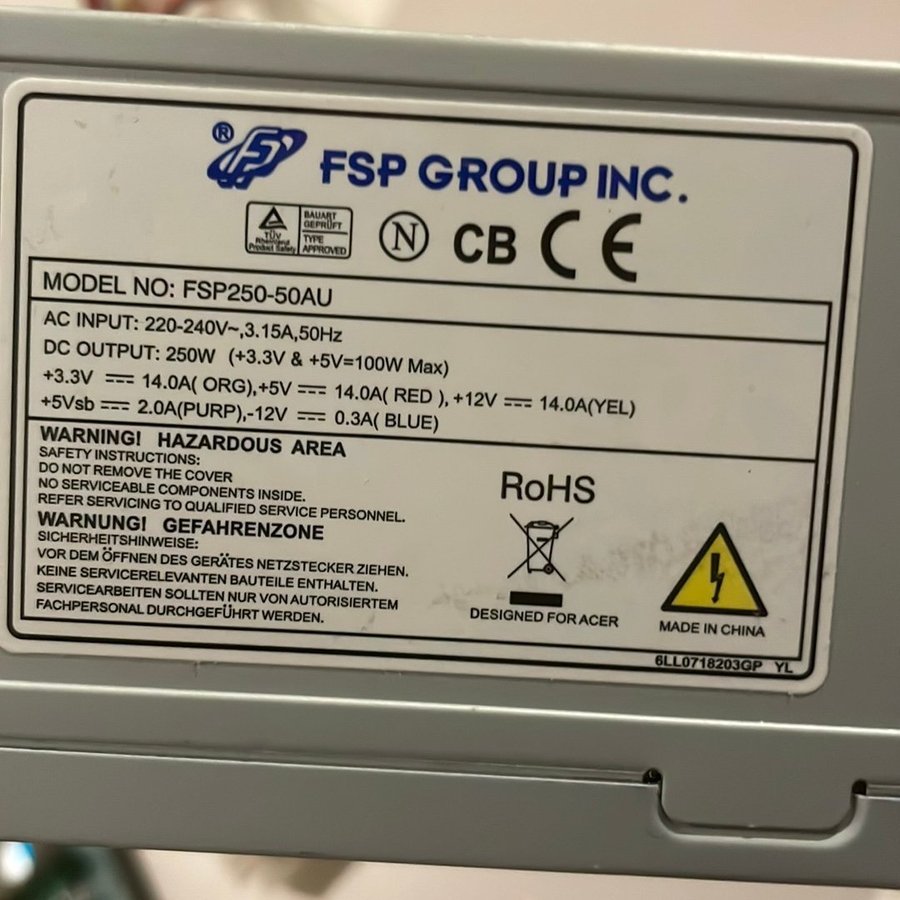 ® FSP GROUP INC.
TÜV Rheinland Product Safety BAUART GEPRÜFT TYPE APPROVED N CB CE
MODEL NO: FSP250-50AU
AC INPUT: 220-240V~,3.15A,50Hz
DC OUTPUT: 250W (+3.3V & +5V=100W Max)
+3.3V ⎓ 14.0A( ORG),+5V ⎓ 14.0A( RED ),+12V ⎓ 14.0A(YEL)
+5Vsb ⎓ 2.0A(PURP),-12V ⎓ 0.3A( BLUE)
WARNING! HAZARDOUS AREA
SAFETY INSTRUCTIONS:
DO NOT REMOVE THE COVER
NO SERVICEABLE COMPONENTS INSIDE.
REFER SERVICING TO QUALIFIED SERVICE PERSONNEL.
WARNUNG! GEFAHRENZONE
SICHERHEITSHINWEISE:
VOR DEM ÖFFNEN DES GERÄTES NETZSTECKER ZIEHEN.
KEINE SERVICERELEVANTEN BAUTEILE ENTHALTEN.
SERVICEARBEITEN SOLLTEN NUR VON AUTORISIERTEM
FACHPERSONAL DURCHGEFÜHRT WERDEN.
RoHS
DESIGNED FOR ACER
MADE IN CHINA
6LL0718203GP YL